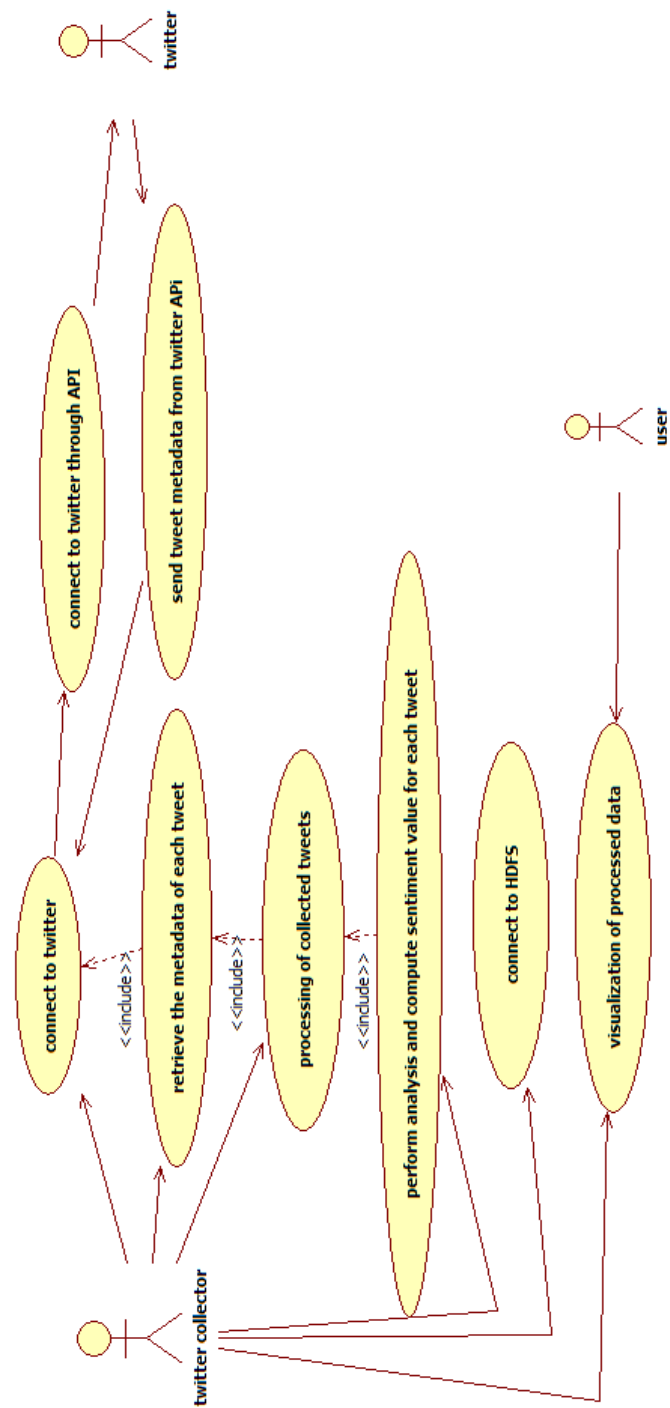 connect to twitter
connect to twitter through API
twitter
<<include>>
retrieve the metadata of each tweet
send tweet metadata from twitter APi
twitter collector
<<include>>
processing of collected tweets
<<include>>
perform analysis and compute sentiment value for each tweet
connect to HDFS
visualization of processed data
user